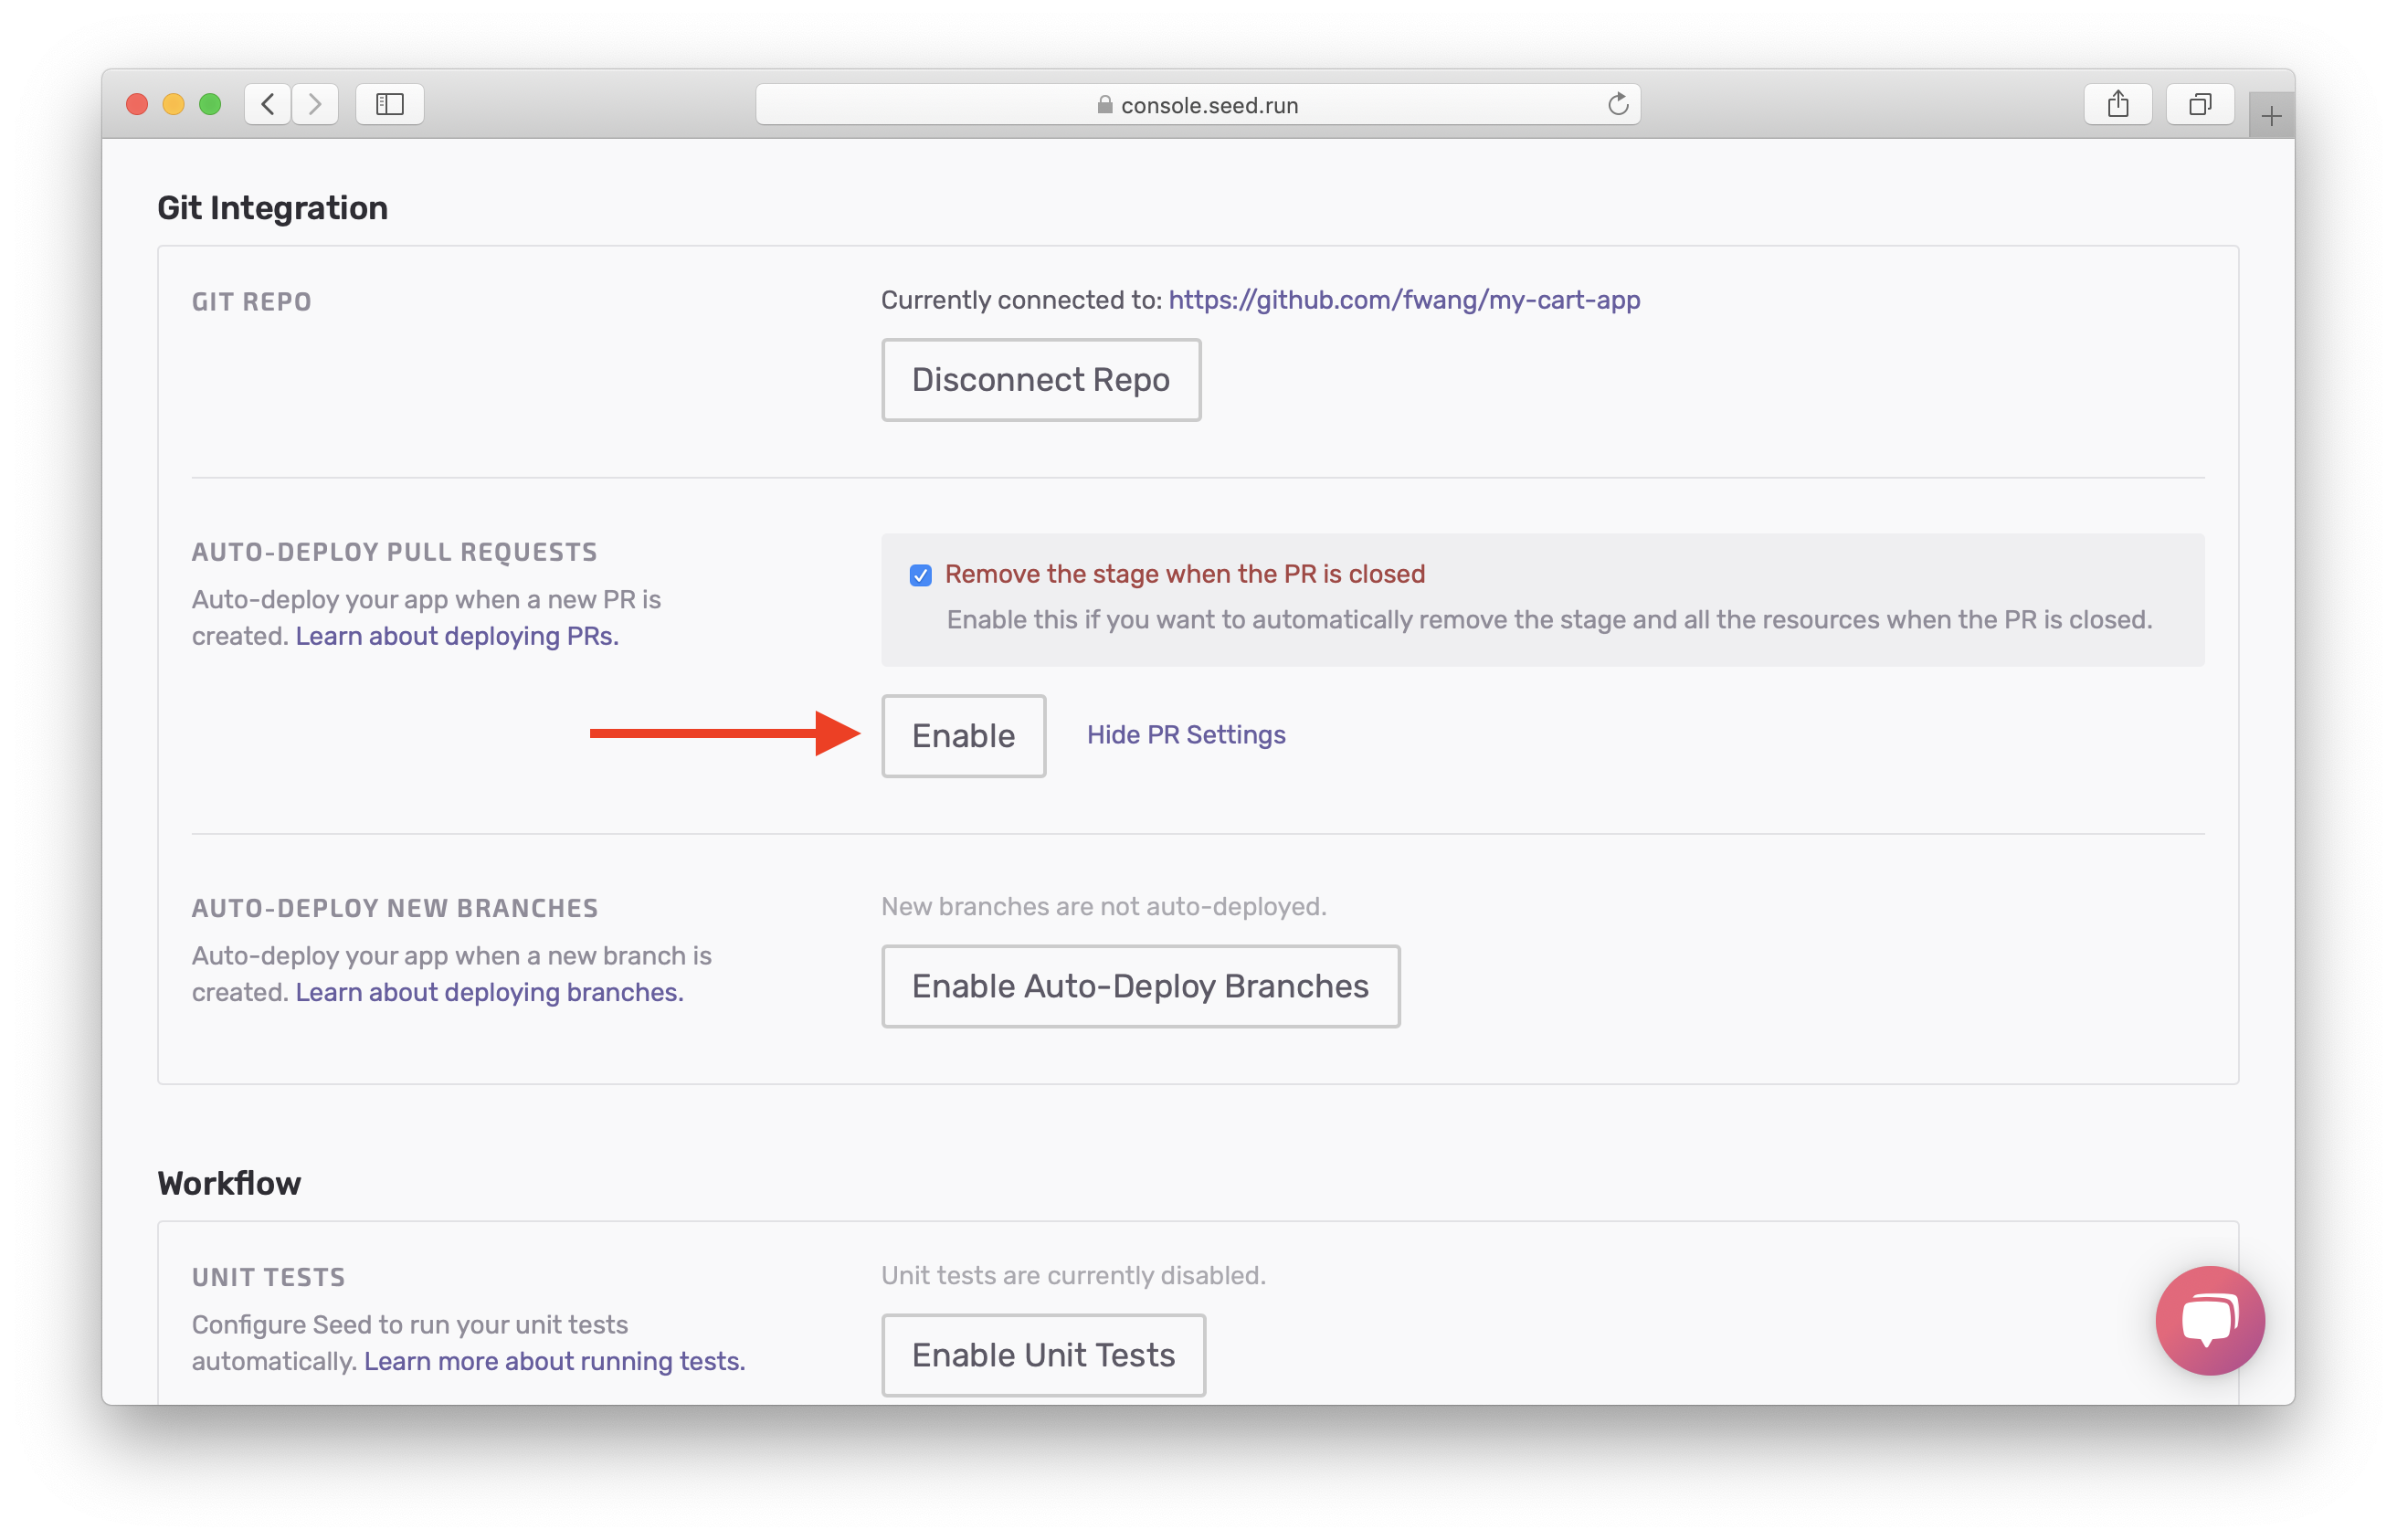 console.seed.run
Git Integration
GIT REPO
Currently connected to: https://github.com/fwang/my-cart-app
Disconnect Repo
AUTO-DEPLOY PULL REQUESTS
Auto-deploy your app when a new PR is
created. Learn about deploying PRs.
Remove the stage when the PR is closed
Enable this if you want to automatically remove the stage and all the resources when the PR is closed.
Enable
Hide PR Settings
AUTO-DEPLOY NEW BRANCHES
Auto-deploy your app when a new branch is
created. Learn about deploying branches.
New branches are not auto-deployed.
Enable Auto-Deploy Branches
Workflow
UNIT TESTS
Configure Seed to run your unit tests
automatically. Learn more about running tests.
Unit tests are currently disabled.
Enable Unit Tests